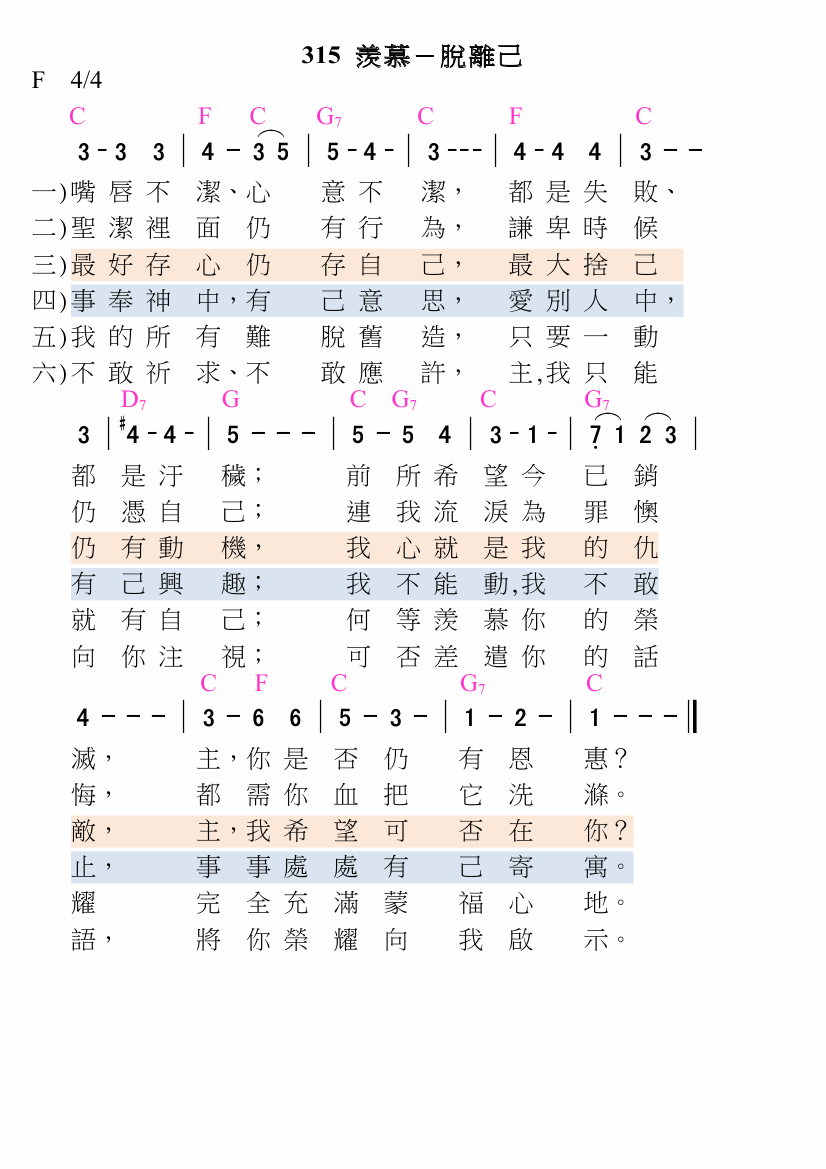 315 羨慕－脫離己
F 4/4
C F C G7 C F C
3 - 3 3 | 4 - 3 5 | 5 - 4 - | 3 - - - | 4 - 4 4 | 3 - -
一)嘴唇不潔、心意不潔，都是失敗、
二)聖潔裡面仍有行為，謙卑時候
三)最好存心仍存自己，最大捨己
四)事奉神中，有己意思，愛別人中，
五)我的所有難脫舊造，只要一動
六)不敢祈求、不敢應許，主,我只能
D7 G C G7 C G7
3 | #4 - 4 - | 5 - - - | 5 - 5 4 | 3 - 1 - | 7̣ 1 2 3 |
都是汙穢；前所希望今已銷
仍憑自己；連我流淚為罪懊
仍有動機，我心就是我的仇
有己興趣；我不能動,我不敢
就有自己；何等羨慕你的榮
向你注視；可否差遣你的話
C F C G7 C
4 - - - | 3 - 6 6 | 5 - 3 - | 1 - 2 - | 1 - - - ||
滅，主，你是否仍有恩惠？
悔，都需你血把它洗滌。
敵，主，我希望可否在你？
止，事事處處有己寄寓。
耀完全充滿蒙福心地。
語，將你榮耀向我啟示。